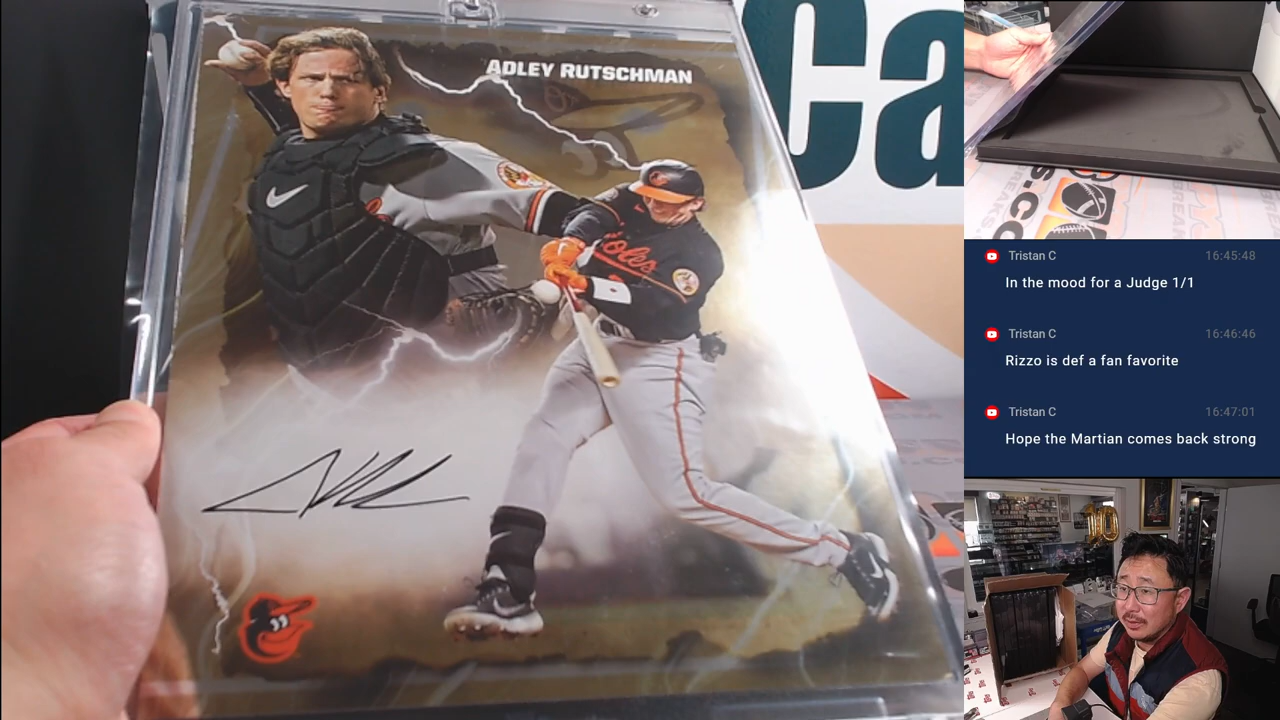 ADLEY RUTSCHMAN
Ca
Tristan C 16:45:48
In the mood for a Judge 1/1
Tristan C 16:46:46
Rizzo is def a fan favorite
Tristan C 16:47:01
Hope the Martian comes back strong